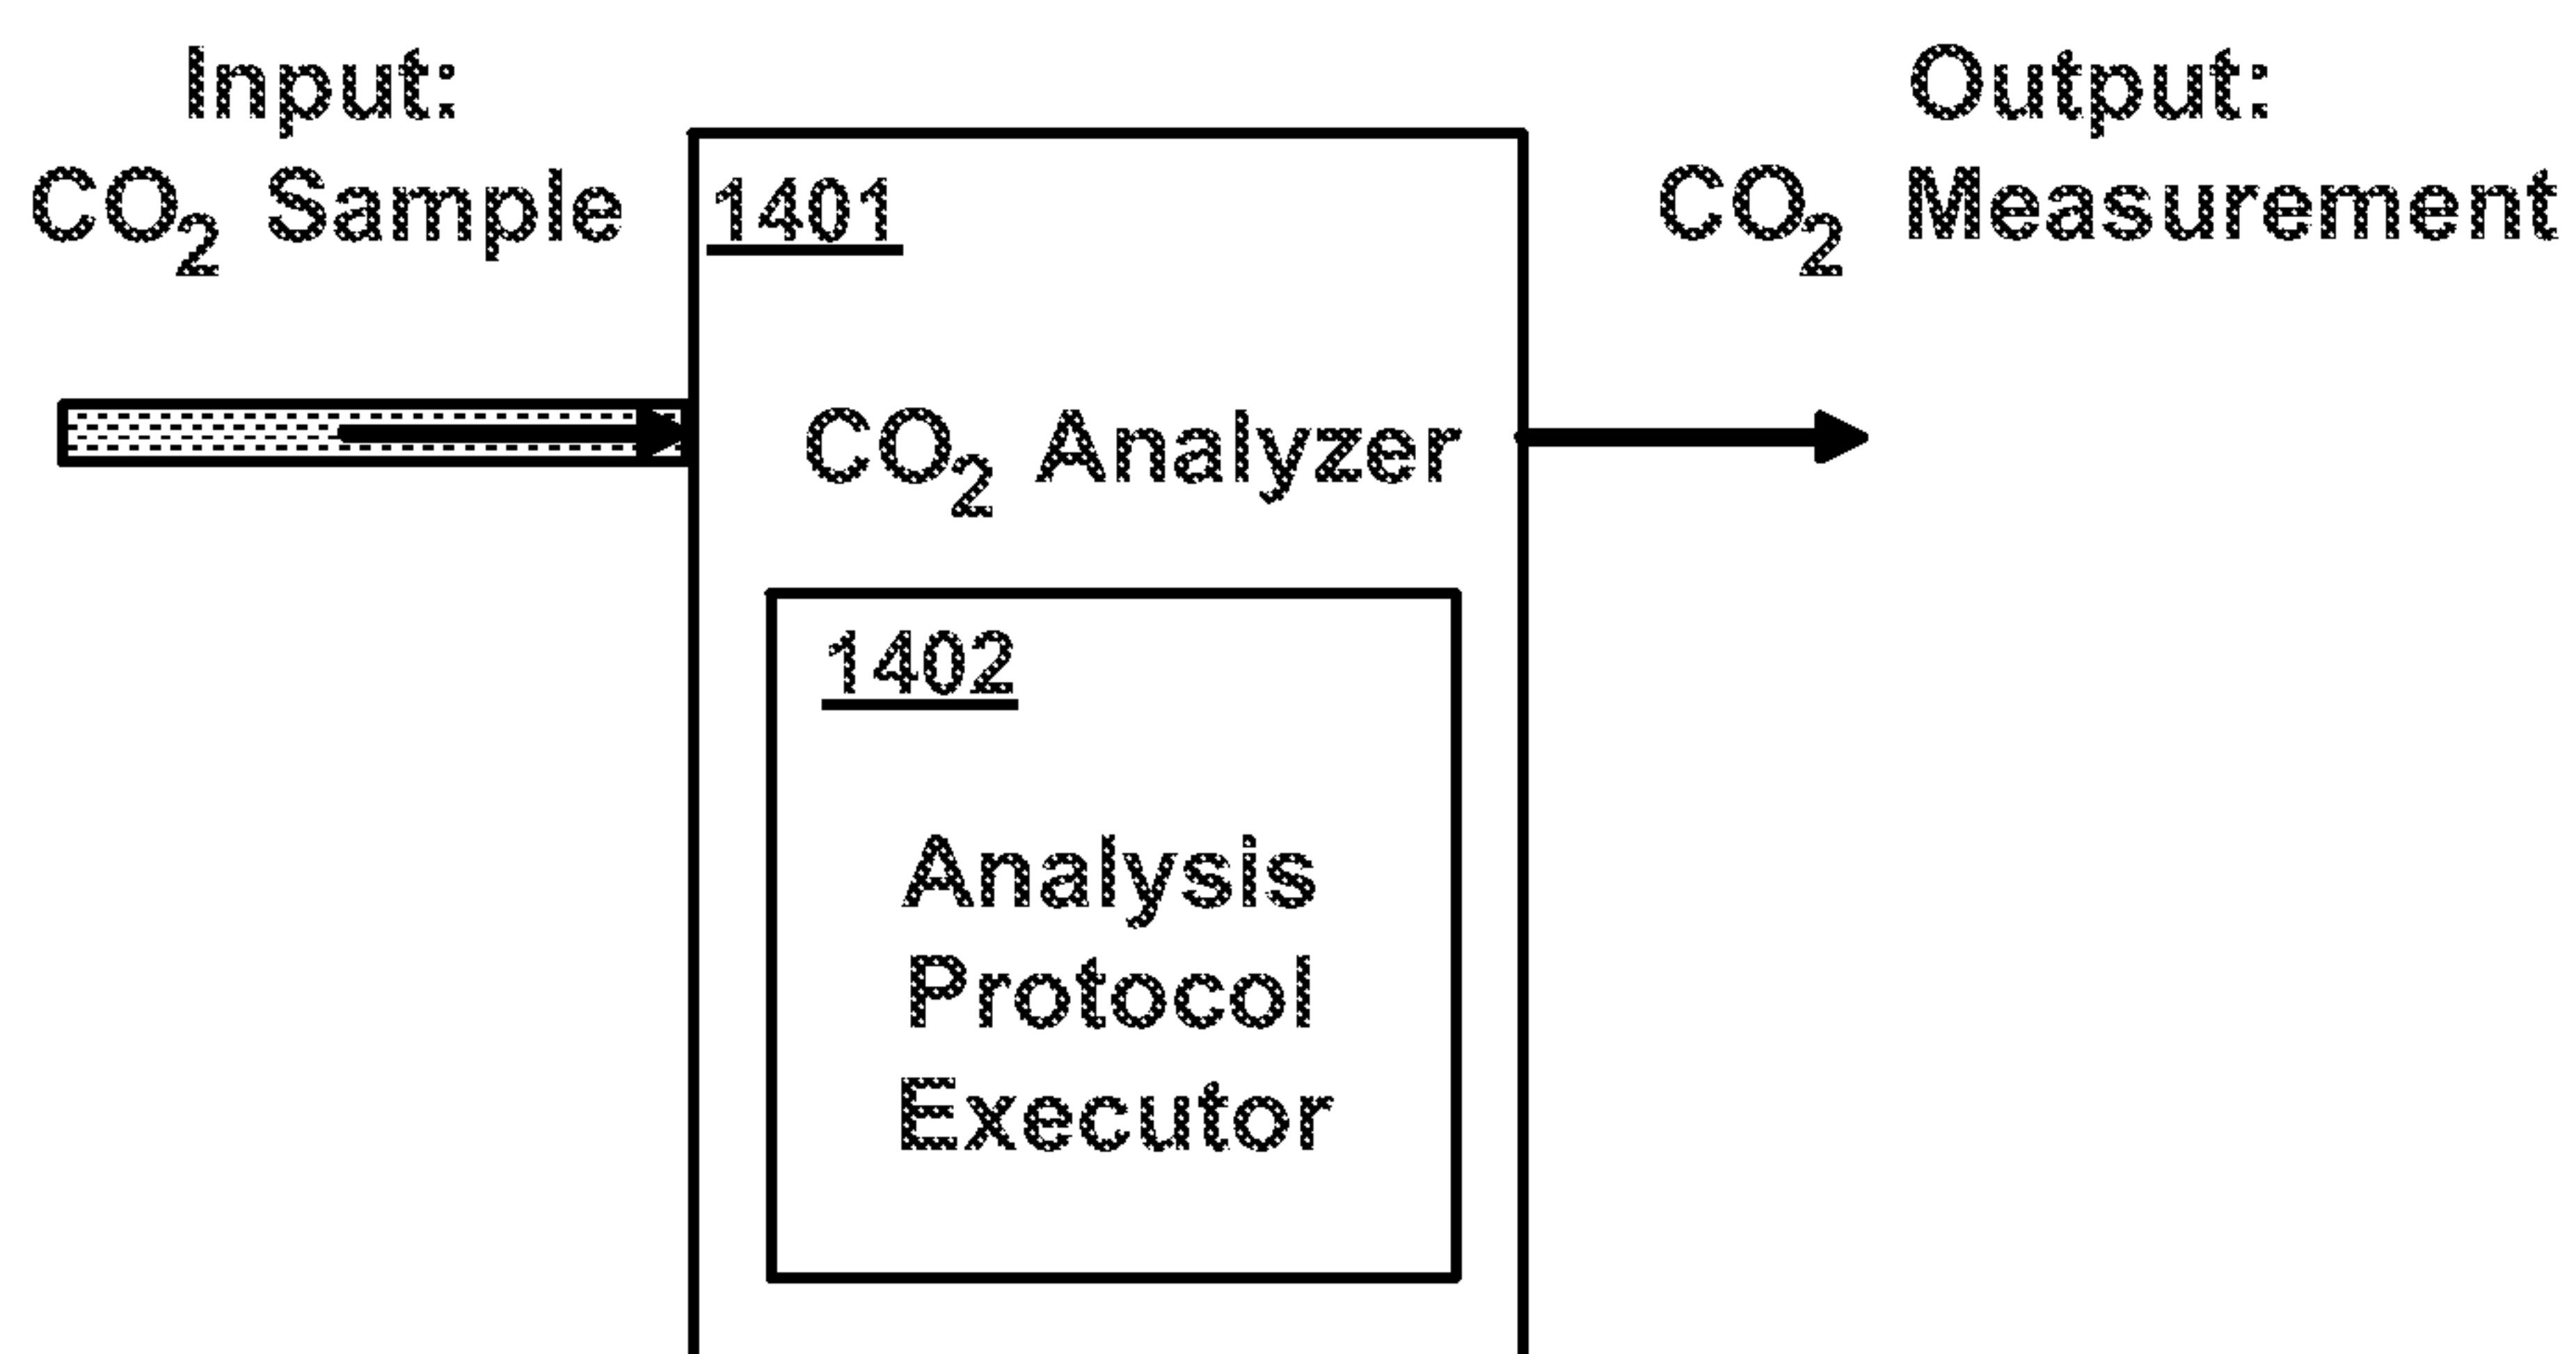 Input:
CO₂ Sample
Output:
CO₂ Measurement
1401
CO₂ Analyzer
1402
Analysis
Protocol
Executor